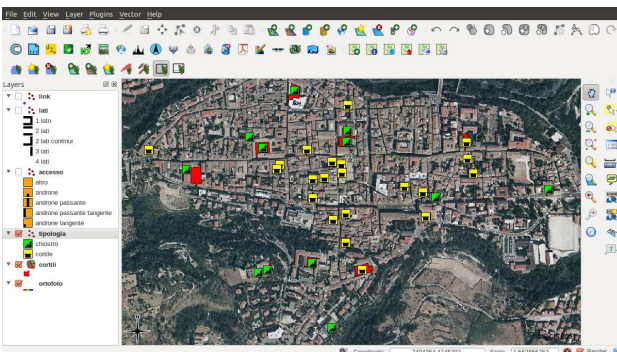 File Edit View Layer Plugins Vector Help
Layers
link
lati
1 lato
2 lati
2 lati continui
3 lati
4 lati
accesso
altro
androne
androne passante
androne passante tangente
androne tangente
tipologia
chiostro
cortile
cortili
ortofoto
Coordinate: Scale Render